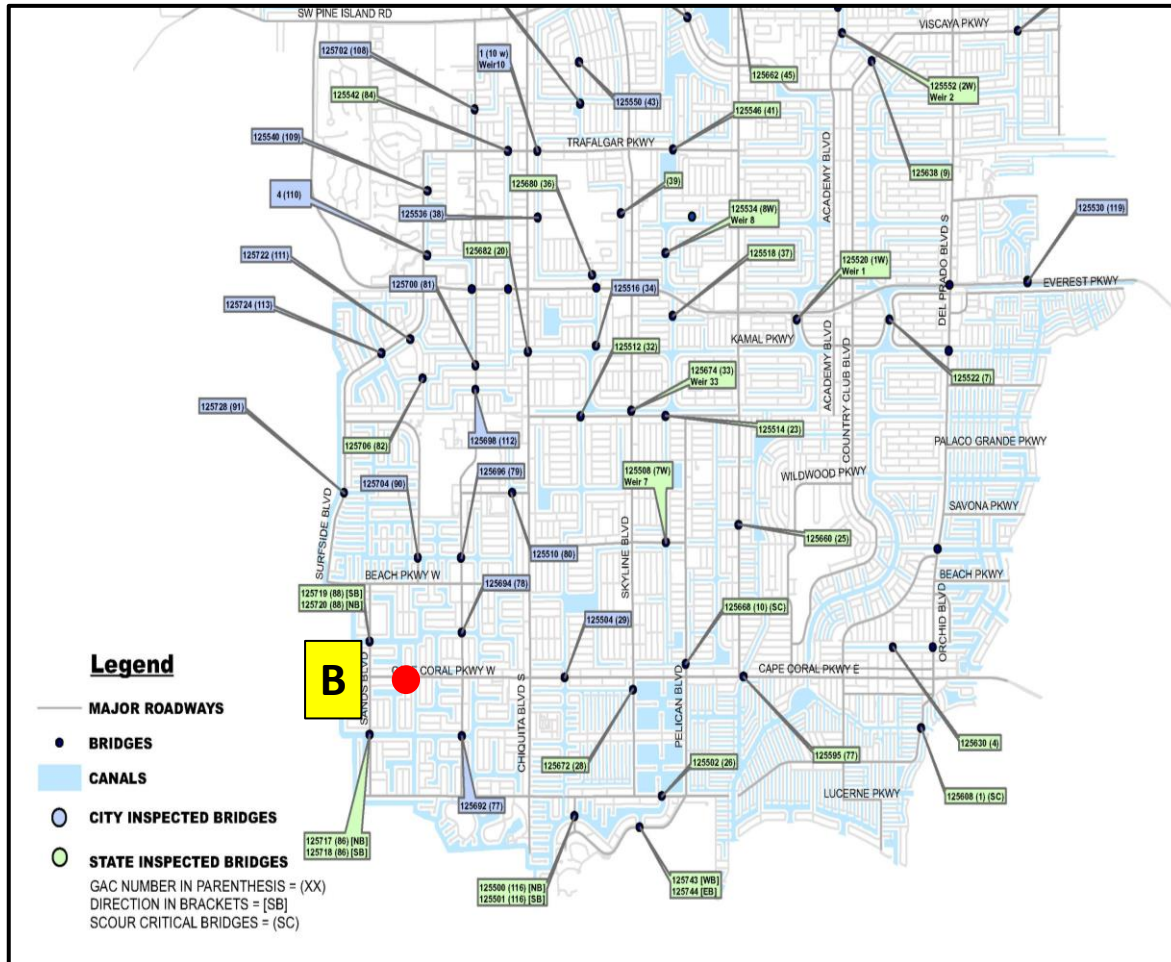 SW PINE ISLAND RD
VISCAYA PKWY
125702 (108)
1 (10 w)
Weir10
125662 (45)
125552 (2W)
Weir 2
125542 (84)
125550 (43)
125546 (41)
125540 (109)
TRAFALGAR PKWY
ACADEMY BLVD
125638 (9)
125680 (36)
(39)
4 (110)
125536 (38)
125534 (8W)
Weir 8
ACADEMY BLVD
125530 (119)
125722 (111)
125682 (20)
125518 (37)
125520 (1W)
Weir 1
DEL PRADO BLVD S
125700 (81)
125516 (34)
EVEREST PKWY
125724 (113)
KAMAL PKWY
125512 (32)
125674 (33)
Weir 33
ACADEMY BLVD
COUNTRY CLUB BLVD
125522 (7)
125728 (91)
125706 (82)
125698 (112)
125514 (23)
PALACO GRANDE PKWY
125704 (90)
125696 (79)
125508 (7W)
Weir 7
WILDWOOD PKWY
SURFSIDE BLVD
SKYLINE BLVD
SAVONA PKWY
125510 (80)
125660 (25)
BEACH PKWY W
BEACH PKWY
125719 (88) [SB]
125720 (88) [NB]
125694 (78)
125504 (29)
125668 (10) (SC)
ORCHID BLVD
Legend
B
SANDS BLVD
CORAL PKWY W
CAPE CORAL PKWY E
MAJOR ROADWAYS
CHIQUITA BLVD S
PELICAN BLVD
BRIDGES
125630 (4)
125672 (28)
125502 (26)
125595 (77)
CANALS
LUCERNE PKWY
125608 (1) (SC)
125692 (77)
CITY INSPECTED BRIDGES
125717 (86) [NB]
125718 (86) [SB]
STATE INSPECTED BRIDGES
GAC NUMBER IN PARENTHESIS = (XX)
DIRECTION IN BRACKETS = [SB]
SCOUR CRITICAL BRIDGES = (SC)
125500 (116) [NB]
125501 (116) [SB]
125743 [WB]
125744 [EB]